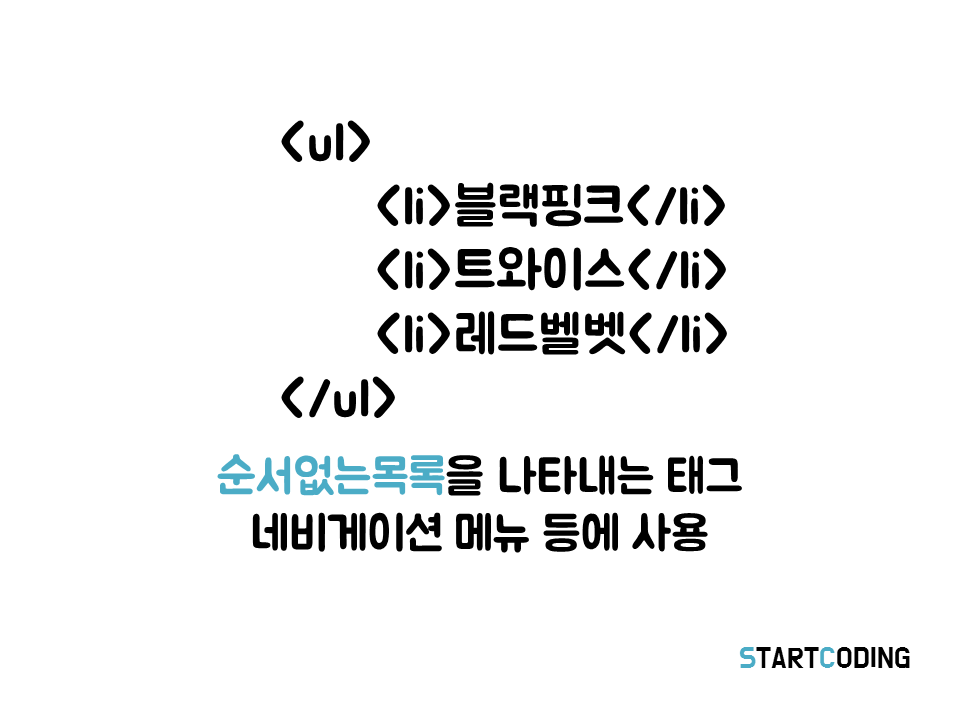 <ul>
<li>블랙핑크</li>
<li>트와이스</li>
<li>레드벨벳</li>
</ul>
순서없는목록을 나타내는 태그
네비게이션 메뉴 등에 사용
STARTCODING